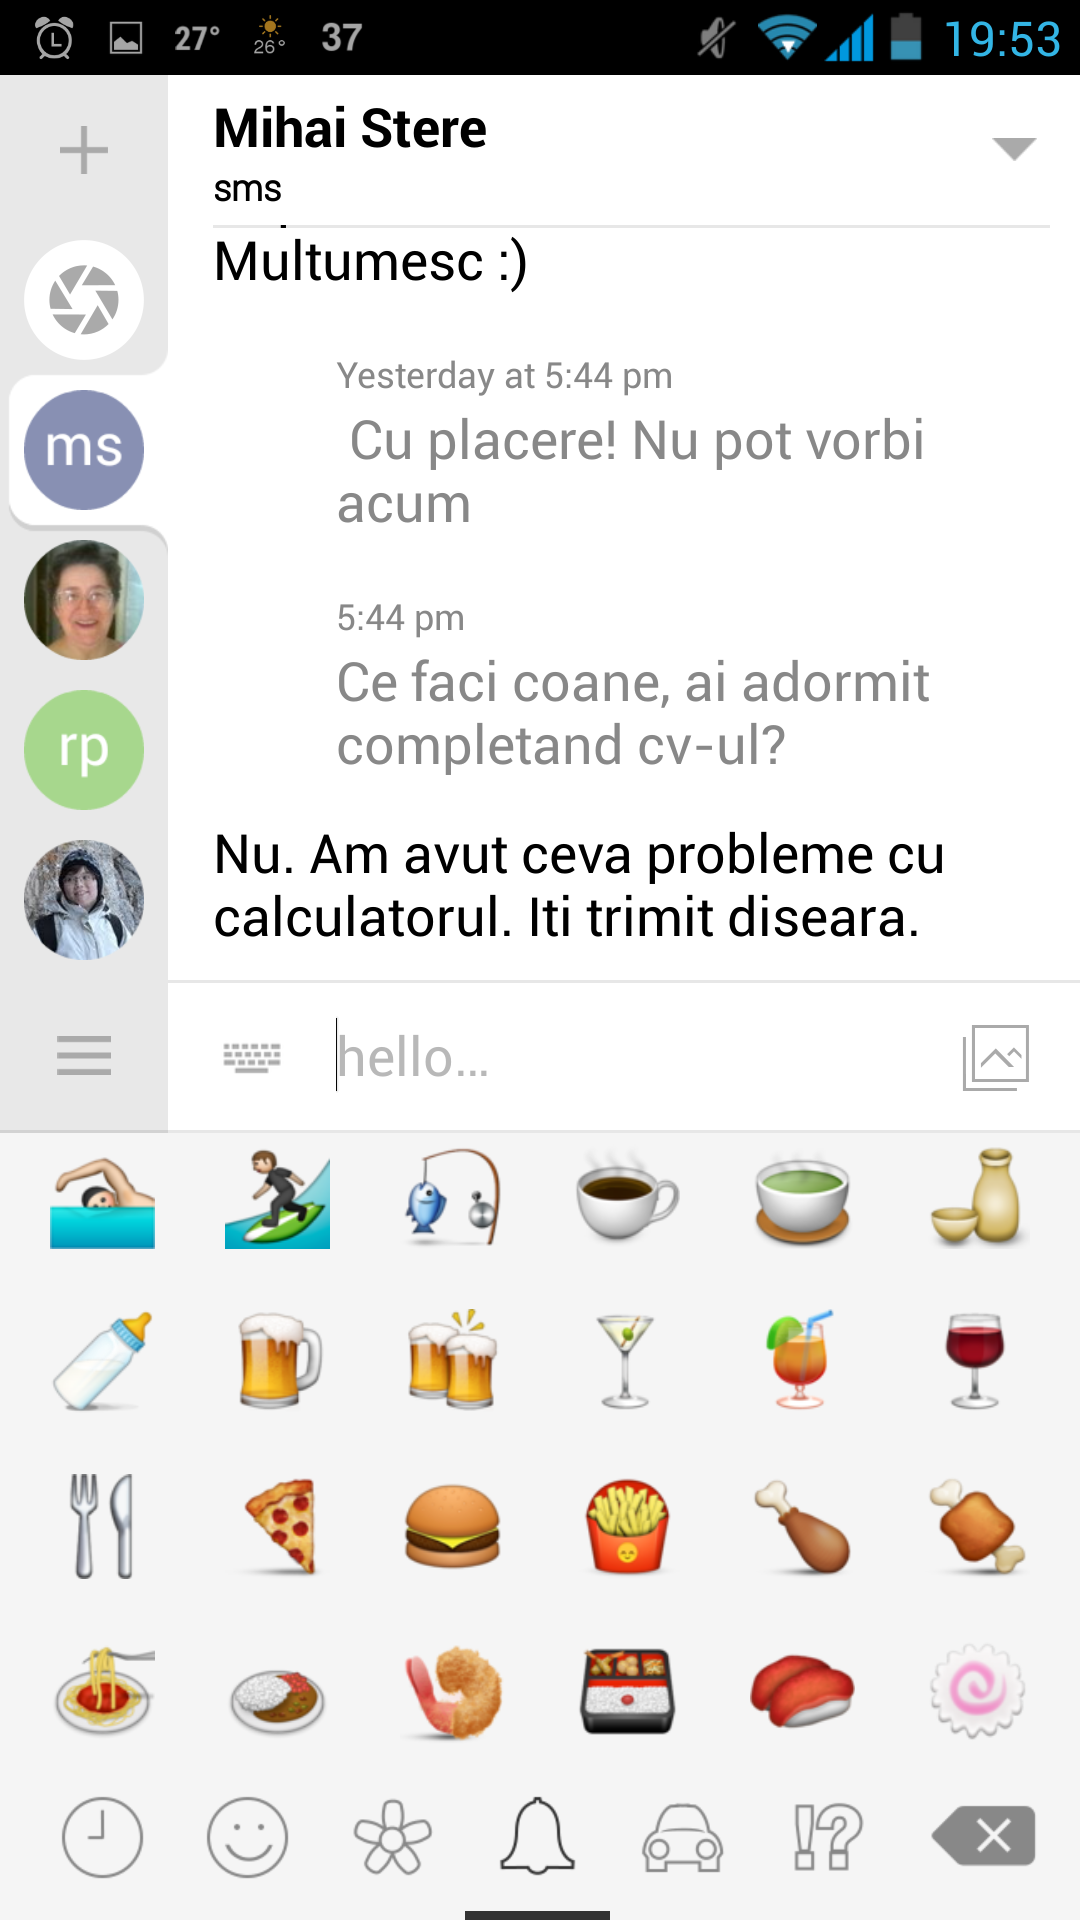 27° 26° 37 19:53
Mihai Stere
sms
Multumesc :)
Yesterday at 5:44 pm
Cu placere! Nu pot vorbi
acum
5:44 pm
Ce faci coane, ai adormit
completand cv-ul?
Nu. Am avut ceva probleme cu
calculatorul. Iti trimit diseara.
ms
rp
hello...
!?